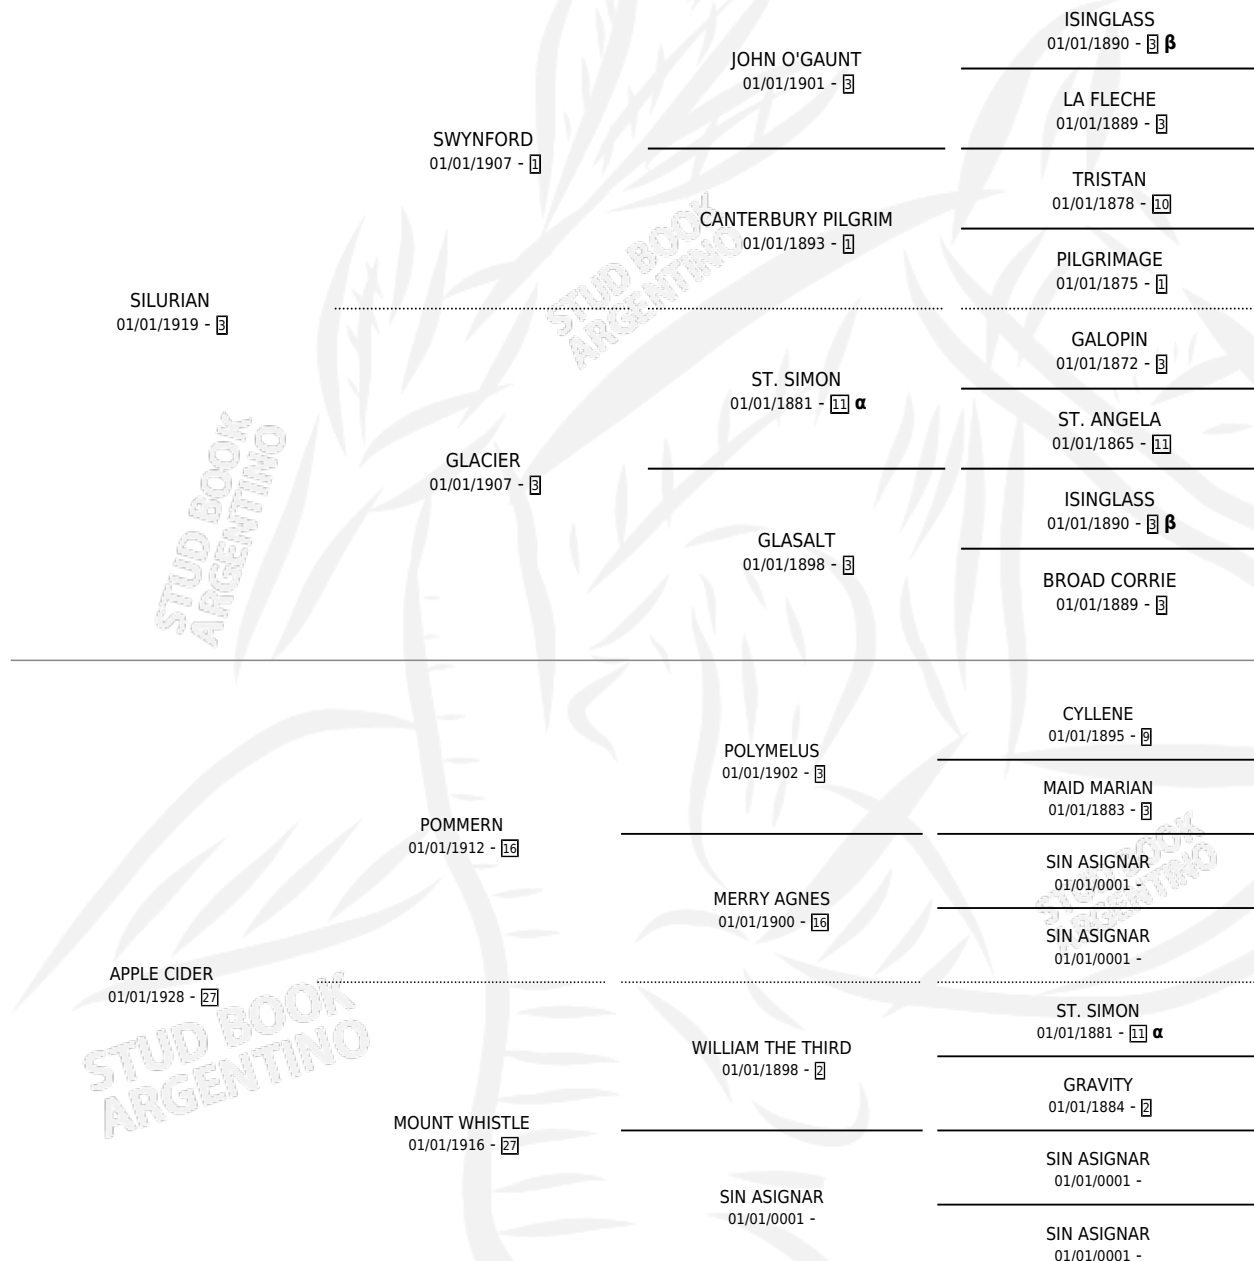 SILURIAN
01/01/1919 - 3
SWYNFORD
01/01/1907 - 1
GLACIER
01/01/1907 - 3
JOHN O'GAUNT
01/01/1901 - 3
CANTERBURY PILGRIM
01/01/1893 - 1
ST. SIMON
01/01/1881 - 11 α
GLASALT
01/01/1898 - 3
ISINGLASS
01/01/1890 - 3 β
LA FLECHE
01/01/1889 - 3
TRISTAN
01/01/1878 - 10
PILGRIMAGE
01/01/1875 - 1
GALOPIN
01/01/1872 - 3
ST. ANGELA
01/01/1865 - 11
ISINGLASS
01/01/1890 - 3 β
BROAD CORRIE
01/01/1889 - 3
APPLE CIDER
01/01/1928 - 27
POMMERN
01/01/1912 - 16
MOUNT WHISTLE
01/01/1916 - 27
POLYMELUS
01/01/1902 - 3
MERRY AGNES
01/01/1900 - 16
WILLIAM THE THIRD
01/01/1898 - 2
SIN ASIGNAR
01/01/0001 -
CYLLENE
01/01/1895 - 9
MAID MARIAN
01/01/1883 - 3
SIN ASIGNAR
01/01/0001 -
SIN ASIGNAR
01/01/0001 -
ST. SIMON
01/01/1881 - 11 α
GRAVITY
01/01/1884 - 2
SIN ASIGNAR
01/01/0001 -
SIN ASIGNAR
01/01/0001 -
STUD BOOK
ARGENTINO
STUD BOOK
ARGENTINO
STUD BOOK
ARGENTINO
STUD BOOK
ARGENTINO